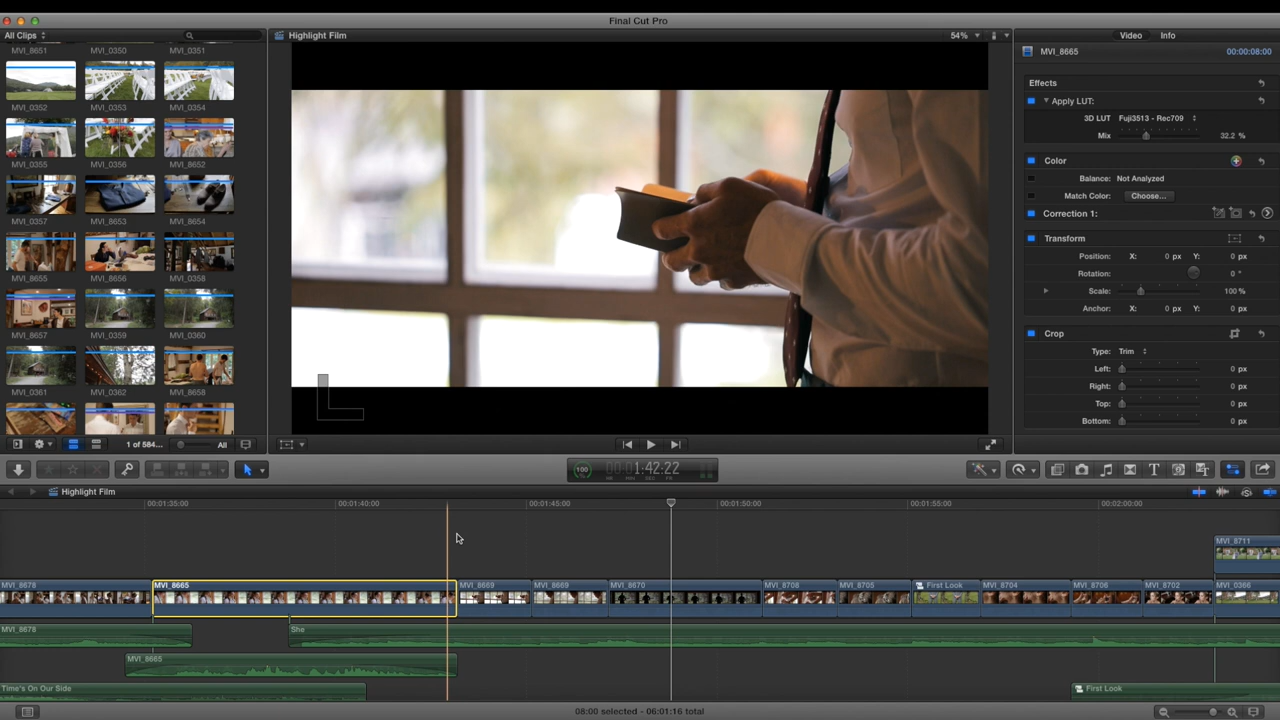 Final Cut Pro
All Clips
MVI_8651 MVI_0350 MVI_0351
MVI_0352 MVI_0353 MVI_0354
MVI_0355 MVI_0356 MVI_8652
MVI_0357 MVI_8653 MVI_8654
MVI_8655 MVI_8656 MVI_0358
MVI_8657 MVI_0359 MVI_0360
MVI_0361 MVI_0362 MVI_8658
1 of 584... All
Highlight Film 54%
Video Info
MVI_8665 00:00:08:00
Effects
Apply LUT:
3D LUT Fuji3513 - Rec709
Mix 32.2 %
Color
Balance: Not Analyzed
Match Color: Choose...
Correction 1:
Transform
Position: X: 0 px Y: 0 px
Rotation: 0 °
Scale: 100 %
Anchor: X: 0 px Y: 0 px
Crop
Type: Trim
Left: 0 px
Right: 0 px
Top: 0 px
Bottom: 0 px
100 1:42:22
HR MIN SEC FR
Highlight Film
00:01:35:00 00:01:40:00 00:01:45:00 00:01:50:00 00:01:55:00 00:02:00:00
MVI_8711
MVI_8678 MVI_8665 MVI_8669 MVI_8669 MVI_8670 MVI_8708 MVI_8705 First Look MVI_8704 MVI_8706 MVI_8702 MVI_0366
MVI_8678 She
MVI_8665
Time's On Our Side First Look
08:00 selected - 06:01:16 total